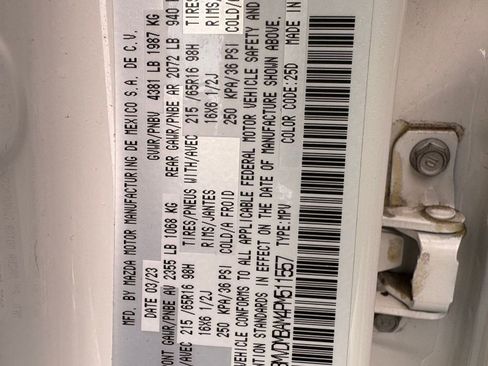 MFD. BY MAZDA MOTOR MANUFACTURING DE MEXICO S.A. DE C.V.
DATE 03/23 GVWR/PNBV 4381 LB 1987 KG
GAWR/PNBE AV 2355 LB 1068 KG REAR GAWR/PNBE AR 2072 LB 940
TIRES/PNEUS WITH/AVEC 215 /65R16 98H TIRES/
215 /65R16 98H
RIMS/JANTES 16X6 1/2J RIMS/
16X6 1/2J
COLD/A FROID 250 KPA/36 PSI COLD/A
250 KPA/36 PSI
VEHICLE CONFORMS TO ALL APPLICABLE FEDERAL MOTOR VEHICLE SAFETY AND
STANDARDS IN EFFECT ON THE DATE OF MANUFACTURE SHOWN ABOVE.
3MVDMBAM4PM511557 TYPE:MPV COLOR CODE:25D MADE IN